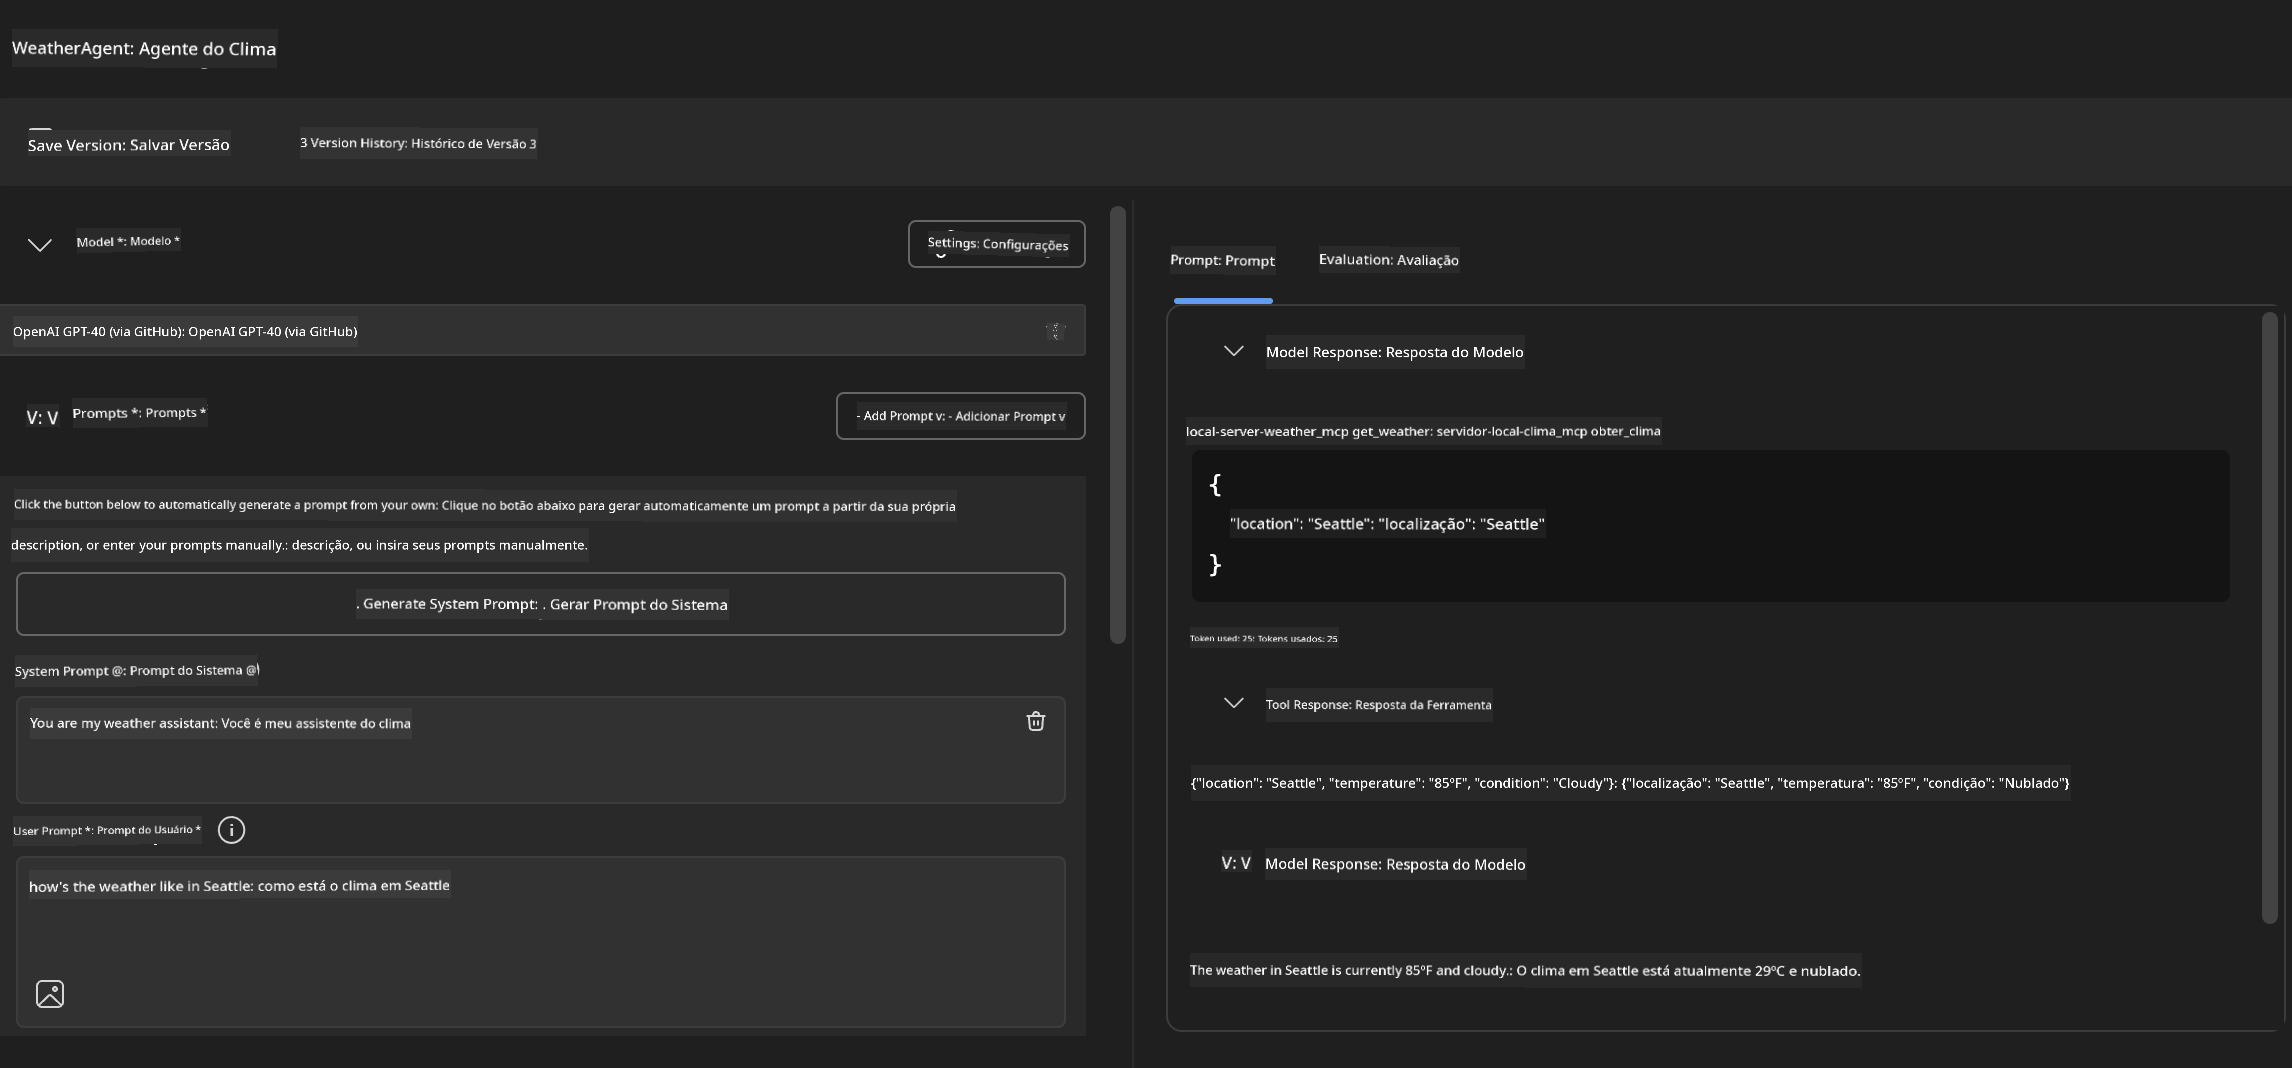 WeatherAgent: Agente do Clima
Save Version: Salvar Versão
3 Version History: Histórico de Versão 3
Model *: Modelo *
Settings: Configurações
OpenAI GPT-40 (via GitHub): OpenAI GPT-40 (via GitHub)
V: V
Prompts *: Prompts *
- Add Prompt v: - Adicionar Prompt v
Click the button below to automatically generate a prompt from your own: Clique no botão abaixo para gerar automaticamente um prompt a partir da sua própria
description, or enter your prompts manually.: descrição, ou insira seus prompts manualmente.
. Generate System Prompt: . Gerar Prompt do Sistema
System Prompt @: Prompt do Sistema @\
You are my weather assistant: Você é meu assistente do clima
User Prompt *: Prompt do Usuário *
how's the weather like in Seattle: como está o clima em Seattle
Prompt: Prompt
Evaluation: Avaliação
Model Response: Resposta do Modelo
local-server-weather_mcp get_weather: servidor-local-clima_mcp obter_clima
{
"location": "Seattle": "localização": "Seattle"
}
Token used: 25: Tokens usados: 25
Tool Response: Resposta da Ferramenta
{"location": "Seattle", "temperature": "85ºF", "condition": "Cloudy"}: {"localização": "Seattle", "temperatura": "85ºF", "condição": "Nublado"}
V: V
Model Response: Resposta do Modelo
The weather in Seattle is currently 85ºF and cloudy.: O clima em Seattle está atualmente 29ºC e nublado.